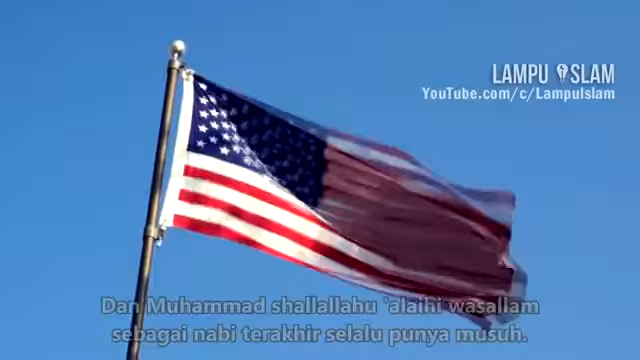 LAMPU ISLAM
YouTube.com/c/LampuIslam
Dan Muhammad shallallahu 'alaihi wasallam
sebagai nabi terakhir selalu punya musuh.